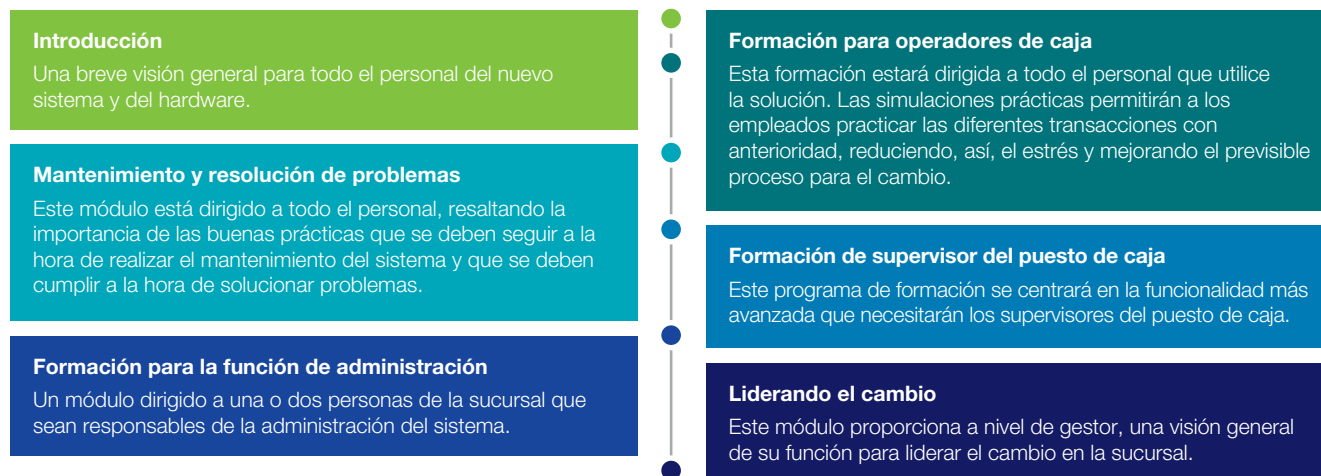 Introducción
Una breve visión general para todo el personal del nuevo
sistema y del hardware.
Formación para operadores de caja
Esta formación estará dirigida a todo el personal que utilice
la solución. Las simulaciones prácticas permitirán a los
empleados practicar las diferentes transacciones con
anterioridad, reduciendo, así, el estrés y mejorando el previsible
proceso para el cambio.
Mantenimiento y resolución de problemas
Este módulo está dirigido a todo el personal, resaltando la
importancia de las buenas prácticas que se deben seguir a la
hora de realizar el mantenimiento del sistema y que se deben
cumplir a la hora de solucionar problemas.
Formación de supervisor del puesto de caja
Este programa de formación se centrará en la funcionalidad más
avanzada que necesitarán los supervisores del puesto de caja.
Formación para la función de administración
Un módulo dirigido a una o dos personas de la sucursal que
sean responsables de la administración del sistema.
Liderando el cambio
Este módulo proporciona a nivel de gestor, una visión general
de su función para liderar el cambio en la sucursal.